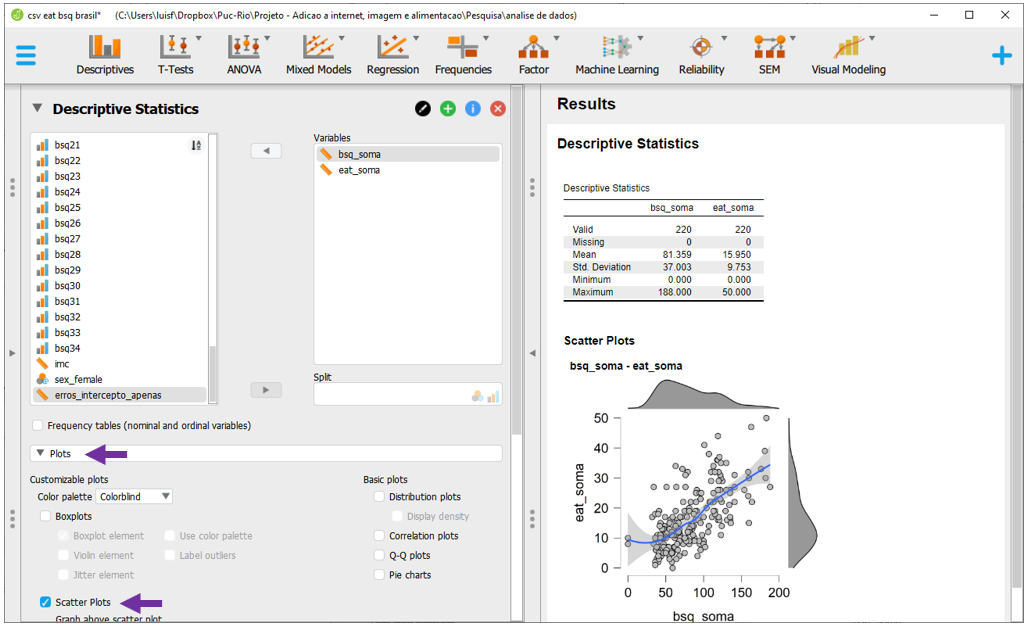 csv eat bsq brasil* (C:\Users\luisf\Dropbox\Puc-Rio\Projeto - Adicao a internet, imagem e alimentacao\Pesquisa\analise de dados)
Descriptives T-Tests ANOVA Mixed Models Regression Frequencies Factor Machine Learning Reliability SEM Visual Modeling
Descriptive Statistics
bsq21
bsq22
bsq23
bsq24
bsq25
bsq26
bsq27
bsq28
bsq29
bsq30
bsq31
bsq32
bsq33
bsq34
imc
sex_female
erros_intercepto_apenas
Variables
bsq_soma
eat_soma
Split
Frequency tables (nominal and ordinal variables)
Plots
Customizable plots
Color palette Colorblind
Boxplots
Boxplot element Use color palette
Violin element Label outliers
Jitter element
Scatter Plots
Graph above scatter plot
Basic plots
Distribution plots
Display density
Correlation plots
Q-Q plots
Pie charts
Results
Descriptive Statistics
Descriptive Statistics
bsq_soma eat_soma
Valid 220 220
Missing 0 0
Mean 81.359 15.950
Std. Deviation 37.003 9.753
Minimum 0.000 0.000
Maximum 188.000 50.000
Scatter Plots
bsq_soma - eat_soma
50
40
30
20
10
0
eat_soma
0 50 100 150 200
bsq_soma